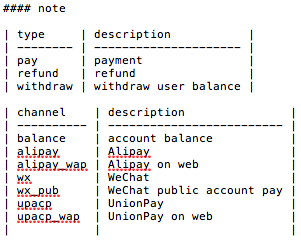 #### note
| type | description |
| -------- | --------------------- |
| pay | payment |
| refund | refund |
| withdraw | withdraw user balance |
| channel | description |
| ---------- | ------------------------- |
| balance | account balance |
| alipay | Alipay |
| alipay_wap | Alipay on web |
| wx | WeChat |
| wx_pub | WeChat public account pay |
| upacp | UnionPay |
| upacp_wap | UnionPay on web |
| | |